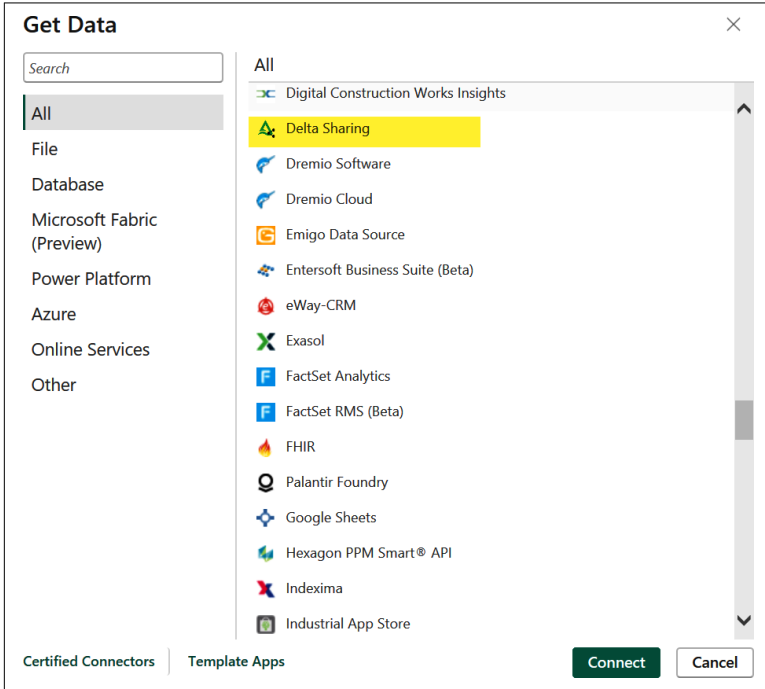 Get Data
Search
All
File
Database
Microsoft Fabric
(Preview)
Power Platform
Azure
Online Services
Other
All
Digital Construction Works Insights
Delta Sharing
Dremio Software
Dremio Cloud
Emigo Data Source
Entersoft Business Suite (Beta)
eWay-CRM
Exasol
FactSet Analytics
FactSet RMS (Beta)
FHIR
Palantir Foundry
Google Sheets
Hexagon PPM Smart® API
Indexima
Industrial App Store
Certified Connectors
Template Apps
Connect
Cancel